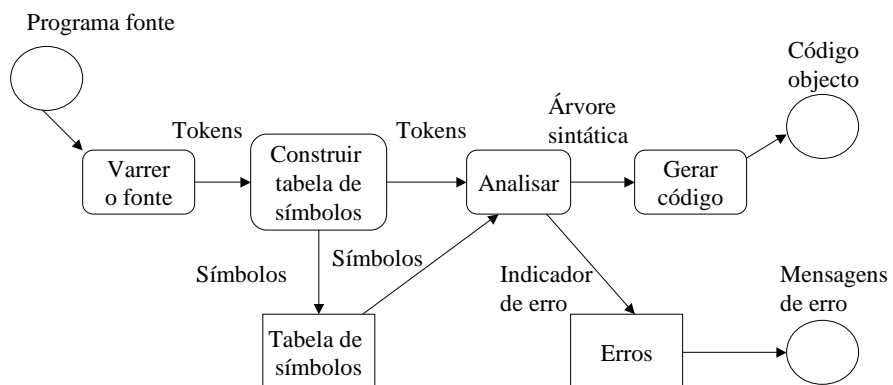 Programa fonte
Código
objecto
Tokens
Tokens
Árvore
sintática
Varrer
o fonte
Construir
tabela de
símbolos
Analisar
Gerar
código
Símbolos
Símbolos
Indicador
de erro
Mensagens
de erro
Tabela de
símbolos
Erros